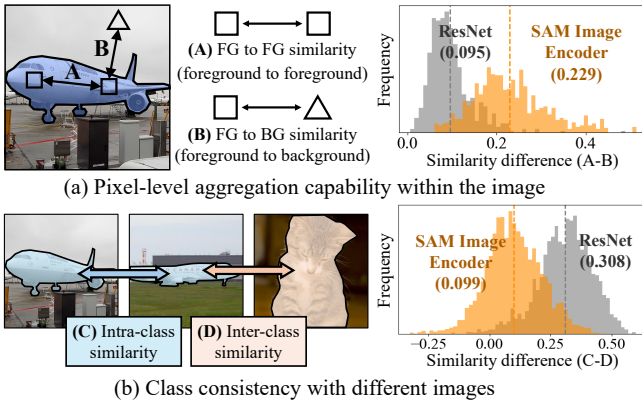 B
A
(A) FG to FG similarity
(foreground to foreground)
(B) FG to BG similarity
(foreground to background)
Frequency
ResNet
(0.095)
SAM Image
Encoder
(0.229)
0.0
0.2
0.4
Similarity difference (A-B)
(a) Pixel-level aggregation capability within the image
(C) Intra-class
similarity
(D) Inter-class
similarity
Frequency
SAM Image
Encoder
(0.099)
ResNet
(0.308)
−0.25
0.00
0.25
0.50
Similarity difference (C-D)
(b) Class consistency with different images